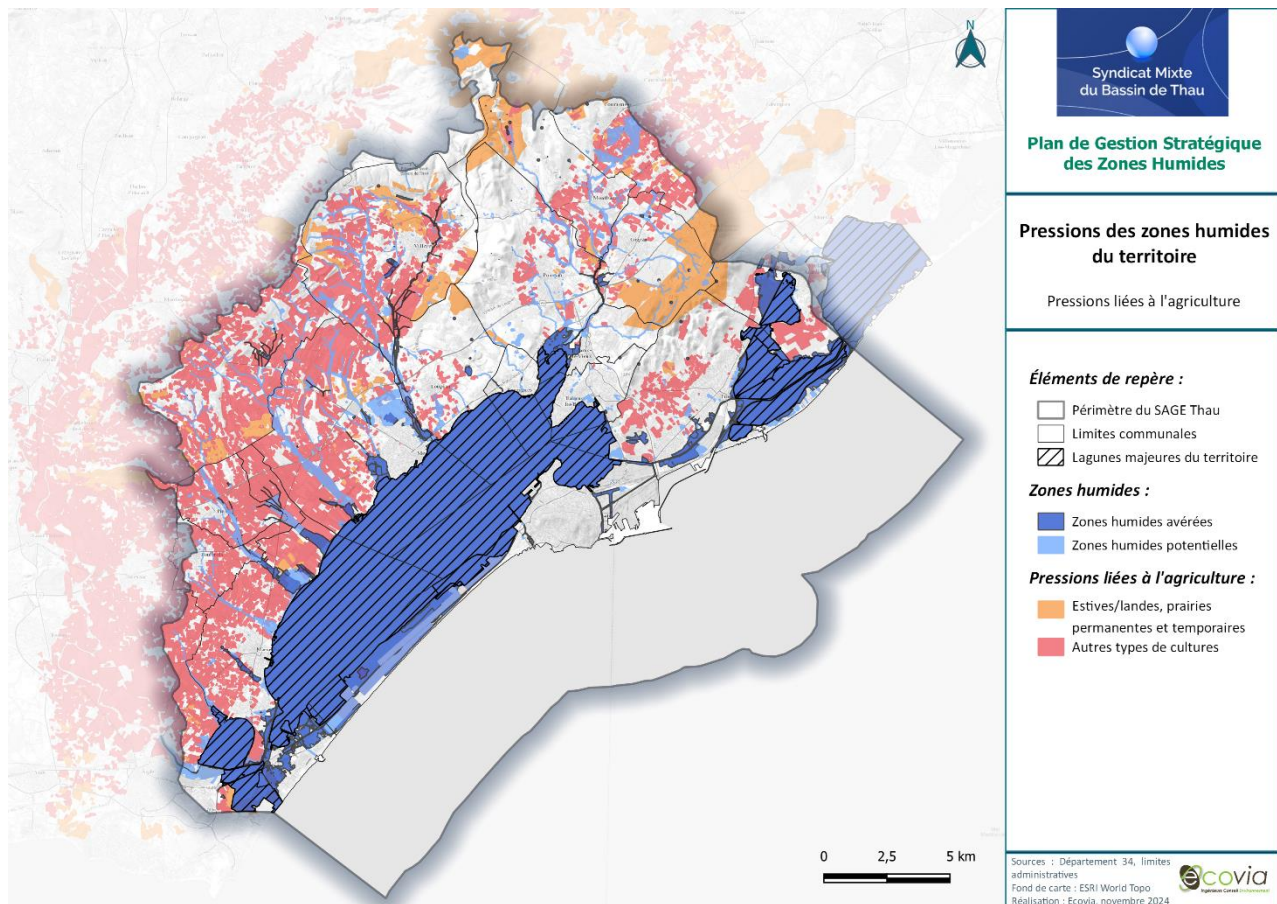 N
Syndicat Mixte
du Bassin de Thau
Plan de Gestion Stratégique
des Zones Humides
Pressions des zones humides
du territoire
Pressions liées à l'agriculture
Éléments de repère :
Périmètre du SAGE Thau
Limites communales
Lagunes majeures du territoire
Zones humides :
Zones humides avérées
Zones humides potentielles
Pressions liées à l'agriculture :
Estives/landes, prairies
permanentes et temporaires
Autres types de cultures
0 2,5 5 km
Sources : Département 34, limites
administratives
Fond de carte : ESRI World Topo
Réalisation : Ecovia, novembre 2024
ecovia
Ingénieurs Conseil Environnement